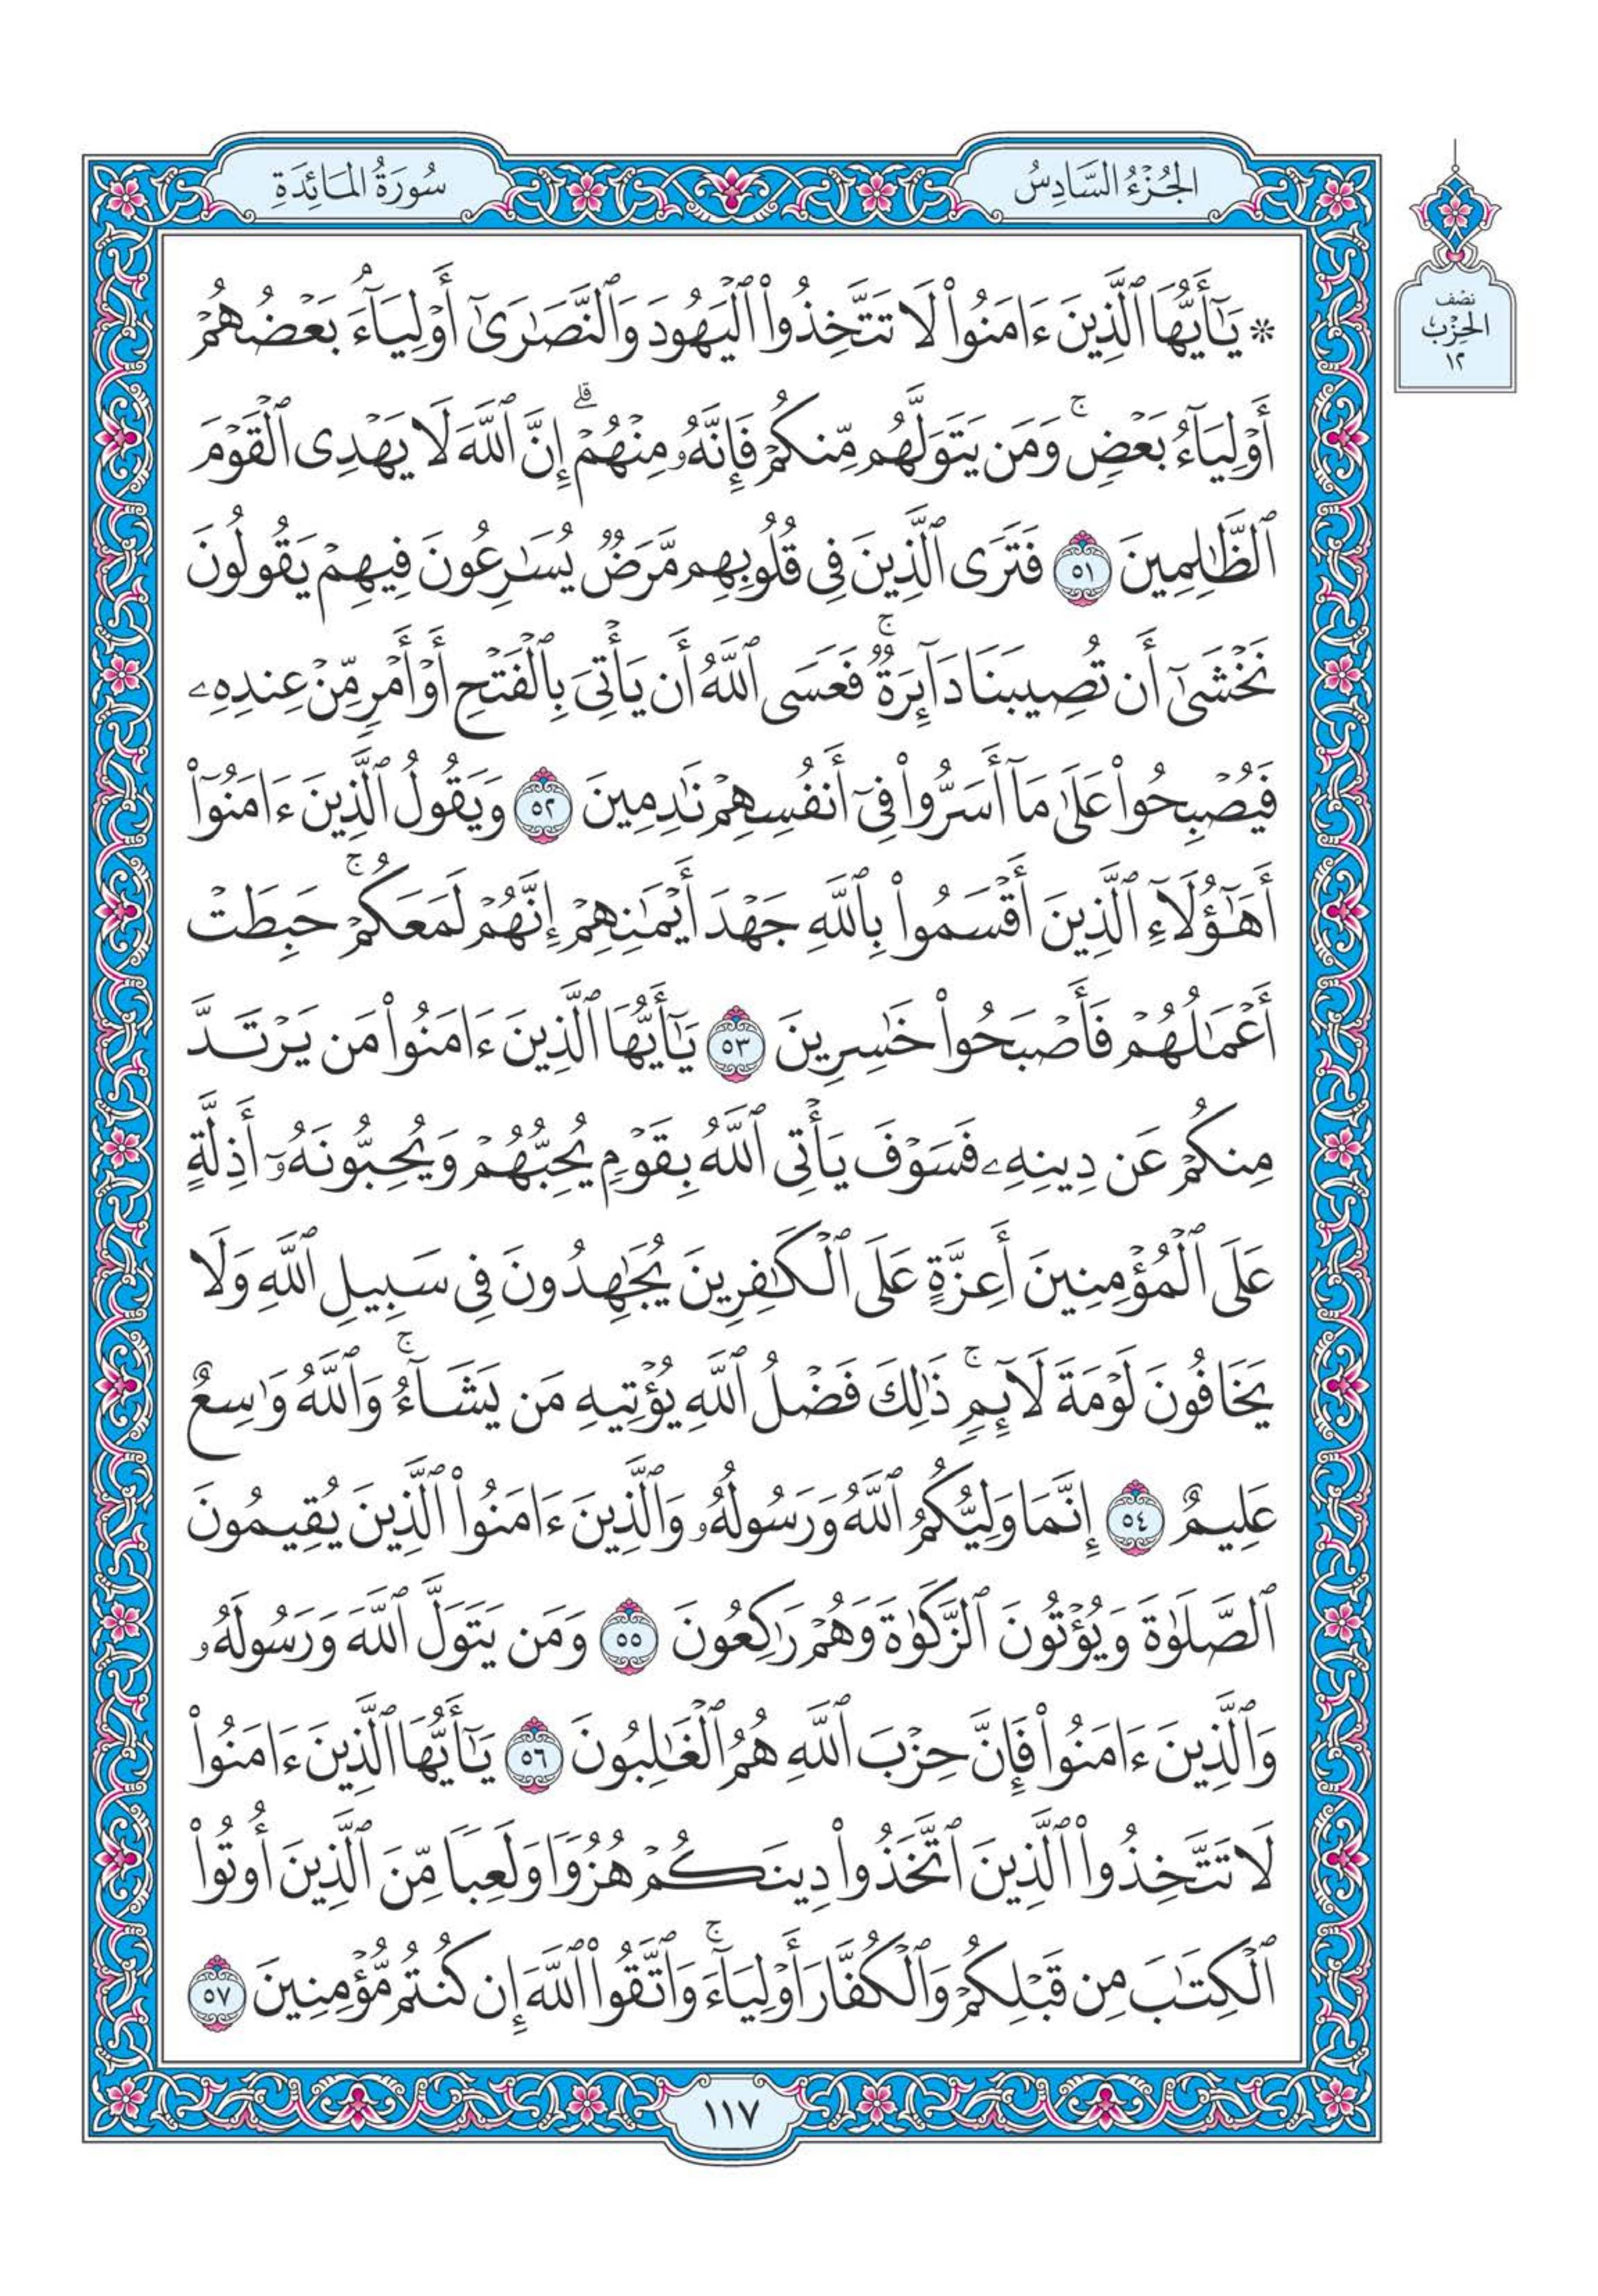 الجُزْءُ السَّادِسُ
سُورَةُ المَائِدَةِ
نصف
الحِزْب
١٢
* يَٰٓأَيُّهَا ٱلَّذِينَ ءَامَنُواْ لَا تَتَّخِذُواْ ٱلْيَهُودَ وَٱلنَّصَٰرَىٰٓ أَوْلِيَآءَۘ بَعْضُهُمْ
أَوْلِيَآءُ بَعْضٖۚ وَمَن يَتَوَلَّهُم مِّنكُمْ فَإِنَّهُۥ مِنْهُمْۗ إِنَّ ٱللَّهَ لَا يَهْدِى ٱلْقَوْمَ
ٱلظَّٰلِمِينَ ٥١ فَتَرَى ٱلَّذِينَ فِى قُلُوبِهِم مَّرَضٞ يُسَٰرِعُونَ فِيهِمْ يَقُولُونَ
نَخْشَىٰٓ أَن تُصِيبَنَا دَآئِرَةٞۚ فَعَسَى ٱللَّهُ أَن يَأْتِىَ بِٱلْفَتْحِ أَوْ أَمْرٖ مِّنْ عِندِهِۦ
فَيُصْبِحُواْ عَلَىٰ مَآ أَسَرُّواْ فِىٓ أَنفُسِهِمْ نَٰدِمِينَ ٥٢ وَيَقُولُ ٱلَّذِينَ ءَامَنُوٓاْ
أَهَٰٓؤُلَآءِ ٱلَّذِينَ أَقْسَمُواْ بِٱللَّهِ جَهْدَ أَيْمَٰنِهِمْ إِنَّهُمْ لَمَعَكُمْۚ حَبِطَتْ
أَعْمَٰلُهُمْ فَأَصْبَحُواْ خَٰسِرِينَ ٥٣ يَٰٓأَيُّهَا ٱلَّذِينَ ءَامَنُواْ مَن يَرْتَدَّ
مِنكُمْ عَن دِينِهِۦ فَسَوْفَ يَأْتِى ٱللَّهُ بِقَوْمٖ يُحِبُّهُمْ وَيُحِبُّونَهُۥٓ أَذِلَّةٍ
عَلَى ٱلْمُؤْمِنِينَ أَعِزَّةٍ عَلَى ٱلْكَٰفِرِينَ يُجَٰهِدُونَ فِى سَبِيلِ ٱللَّهِ وَلَا
يَخَافُونَ لَوْمَةَ لَآئِمٖۚ ذَٰلِكَ فَضْلُ ٱللَّهِ يُؤْتِيهِ مَن يَشَآءُۚ وَٱللَّهُ وَٰسِعٌ
عَلِيمٌ ٥٤ إِنَّمَا وَلِيُّكُمُ ٱللَّهُ وَرَسُولُهُۥ وَٱلَّذِينَ ءَامَنُواْ ٱلَّذِينَ يُقِيمُونَ
ٱلصَّلَوٰةَ وَيُؤْتُونَ ٱلزَّكَوٰةَ وَهُمْ رَٰكِعُونَ ٥٥ وَمَن يَتَوَلَّ ٱللَّهَ وَرَسُولَهُۥ
وَٱلَّذِينَ ءَامَنُواْ فَإِنَّ حِزْبَ ٱللَّهِ هُمُ ٱلْغَٰلِبُونَ ٥٦ يَٰٓأَيُّهَا ٱلَّذِينَ ءَامَنُواْ
لَا تَتَّخِذُواْ ٱلَّذِينَ ٱتَّخَذُواْ دِينَكُمْ هُزُوٗا وَلَعِبٗا مِّنَ ٱلَّذِينَ أُوتُواْ
ٱلْكِتَٰبَ مِن قَبْلِكُمْ وَٱلْكُفَّارَ أَوْلِيَآءَۚ وَٱتَّقُواْ ٱللَّهَ إِن كُنتُم مُّؤْمِنِينَ ٥٧
١١٧